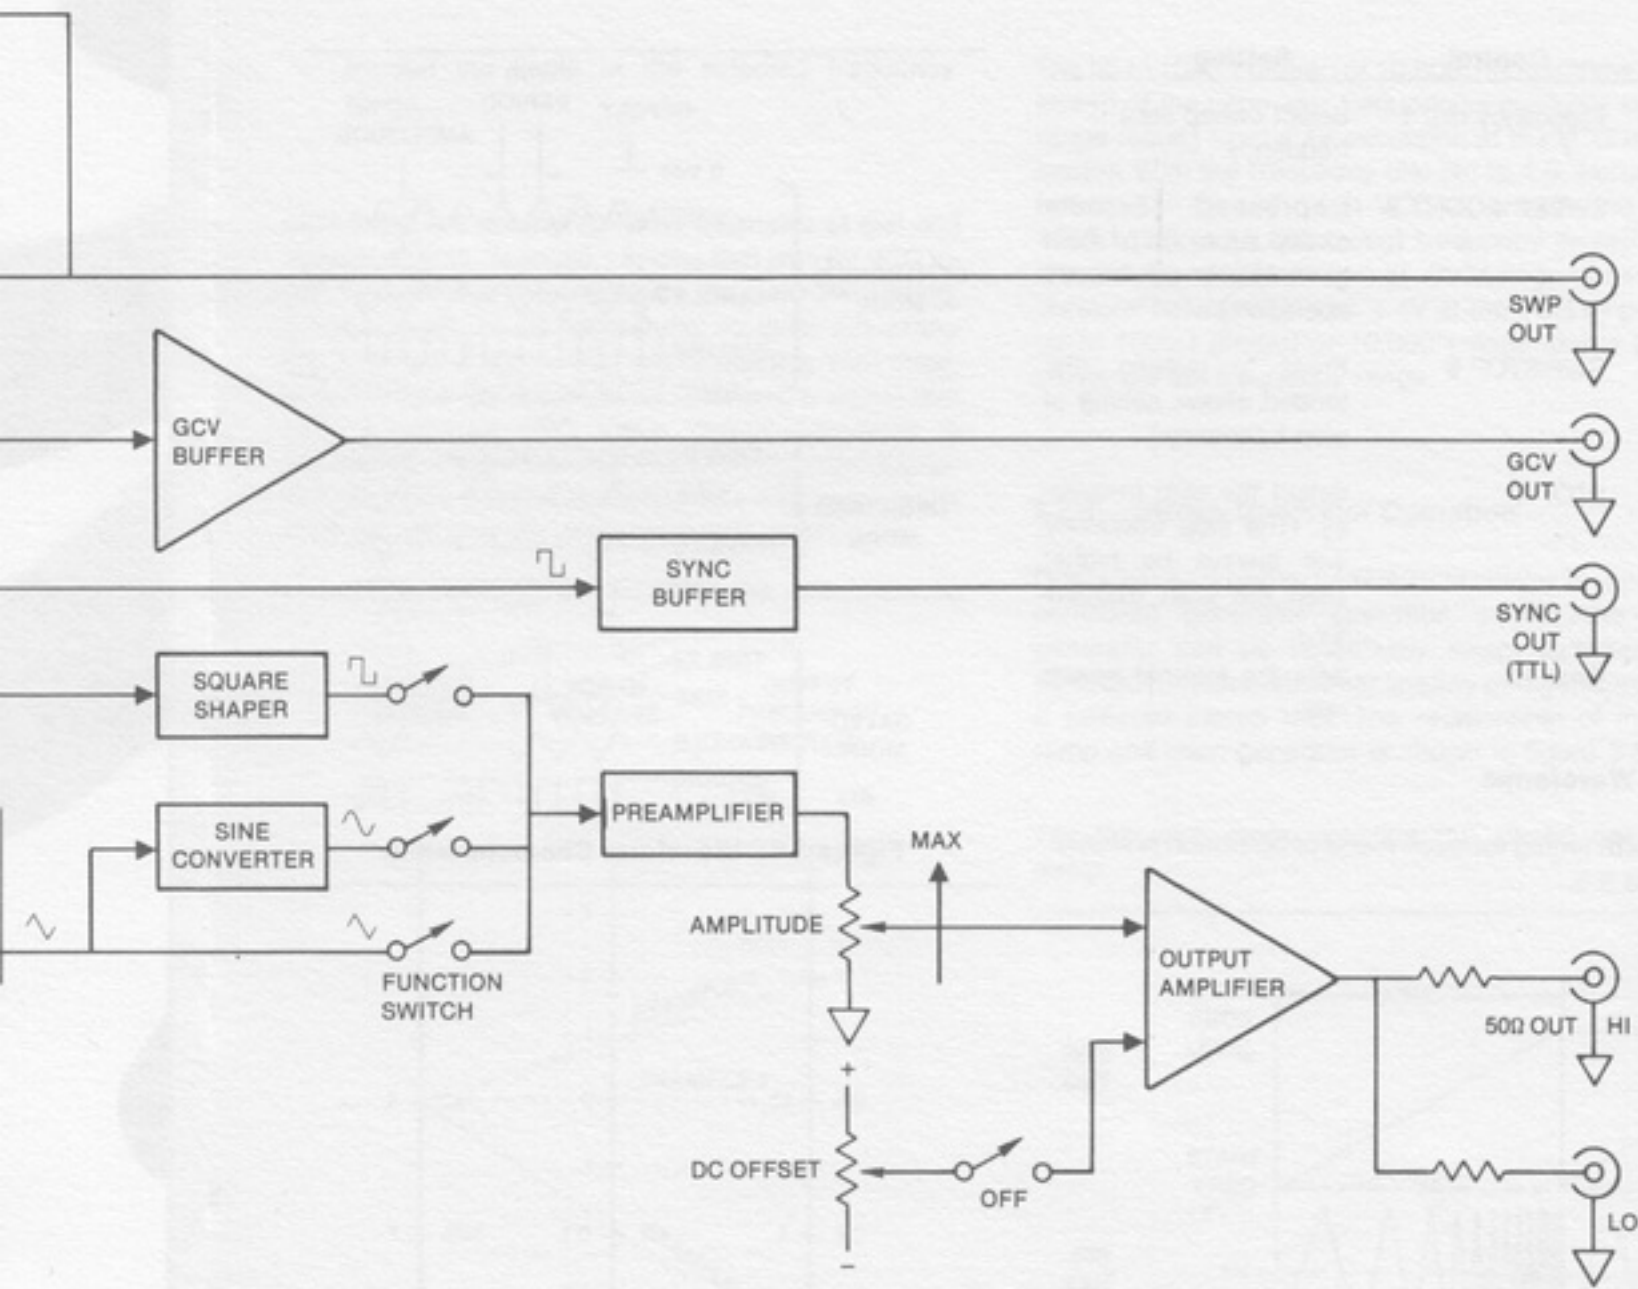 SWP
OUT
GCV
BUFFER
GCV
OUT
SYNC
BUFFER
SYNC
OUT
(TTL)
SQUARE
SHAPER
PREAMPLIFIER
SINE
CONVERTER
MAX
AMPLITUDE
FUNCTION
SWITCH
OUTPUT
AMPLIFIER
50Ω OUT HI
+
DC OFFSET
OFF
LO
−